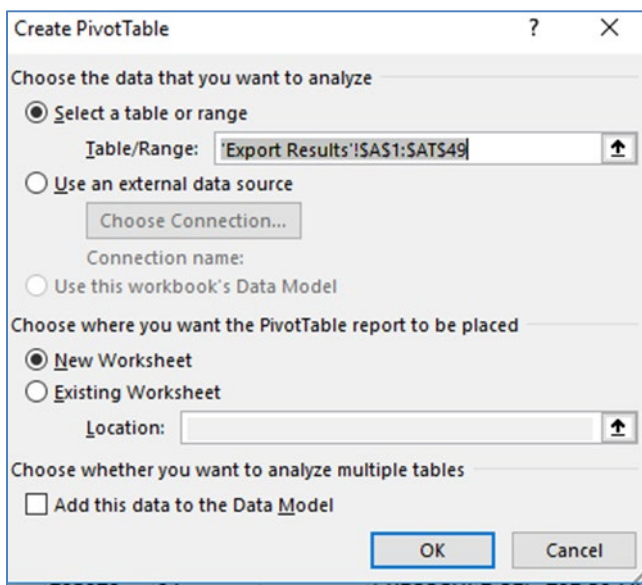 Create PivotTable ? ×
Choose the data that you want to analyze
Select a table or range
Table/Range: 'Export Results'!$A$1:$AT$49
Use an external data source
Choose Connection...
Connection name:
Use this workbook's Data Model
Choose where you want the PivotTable report to be placed
New Worksheet
Existing Worksheet
Location:
Choose whether you want to analyze multiple tables
Add this data to the Data Model
OK Cancel